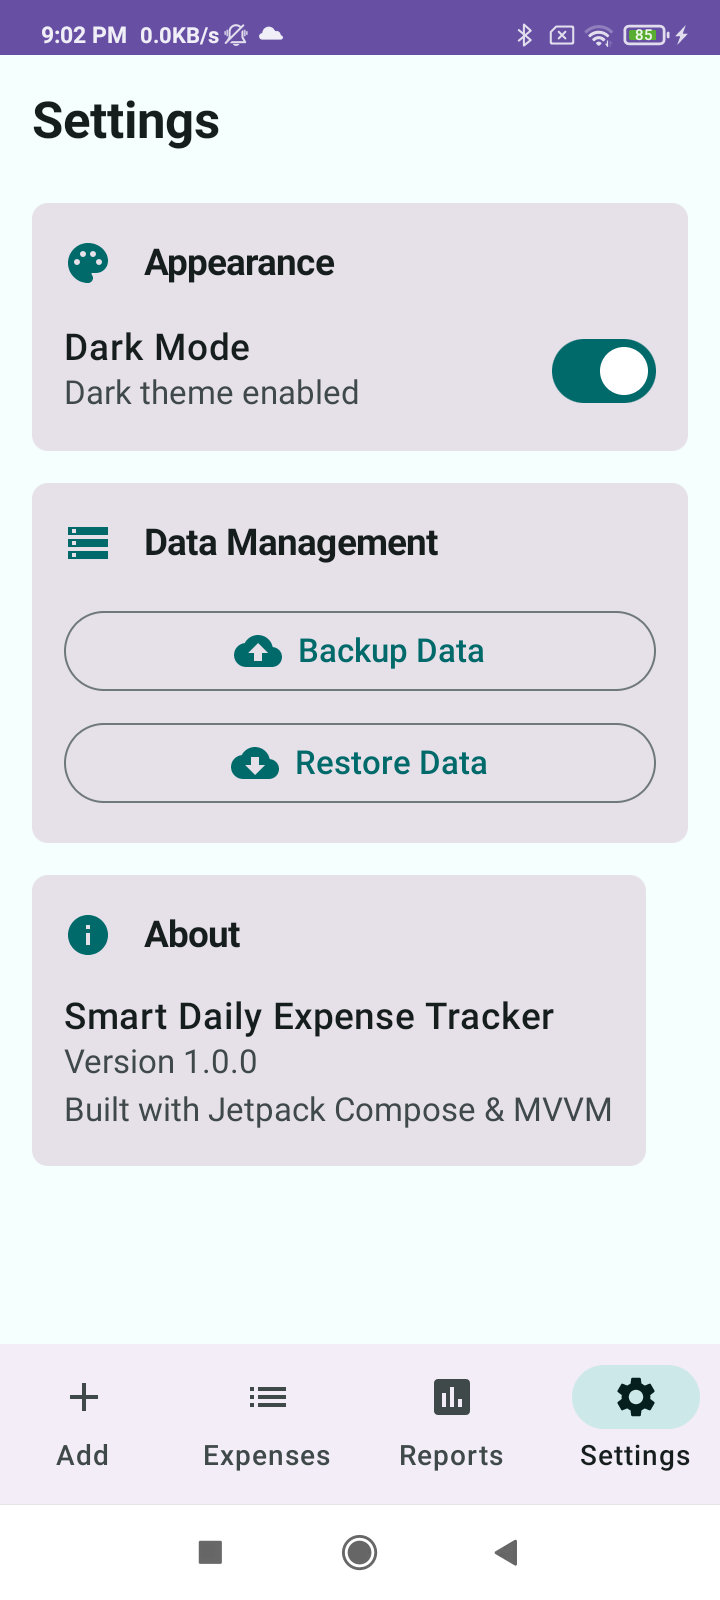 9:02 PM 0.0KB/s 85
Settings
Appearance
Dark Mode
Dark theme enabled
Data Management
Backup Data
Restore Data
About
Smart Daily Expense Tracker
Version 1.0.0
Built with Jetpack Compose & MVVM
Add Expenses Reports Settings